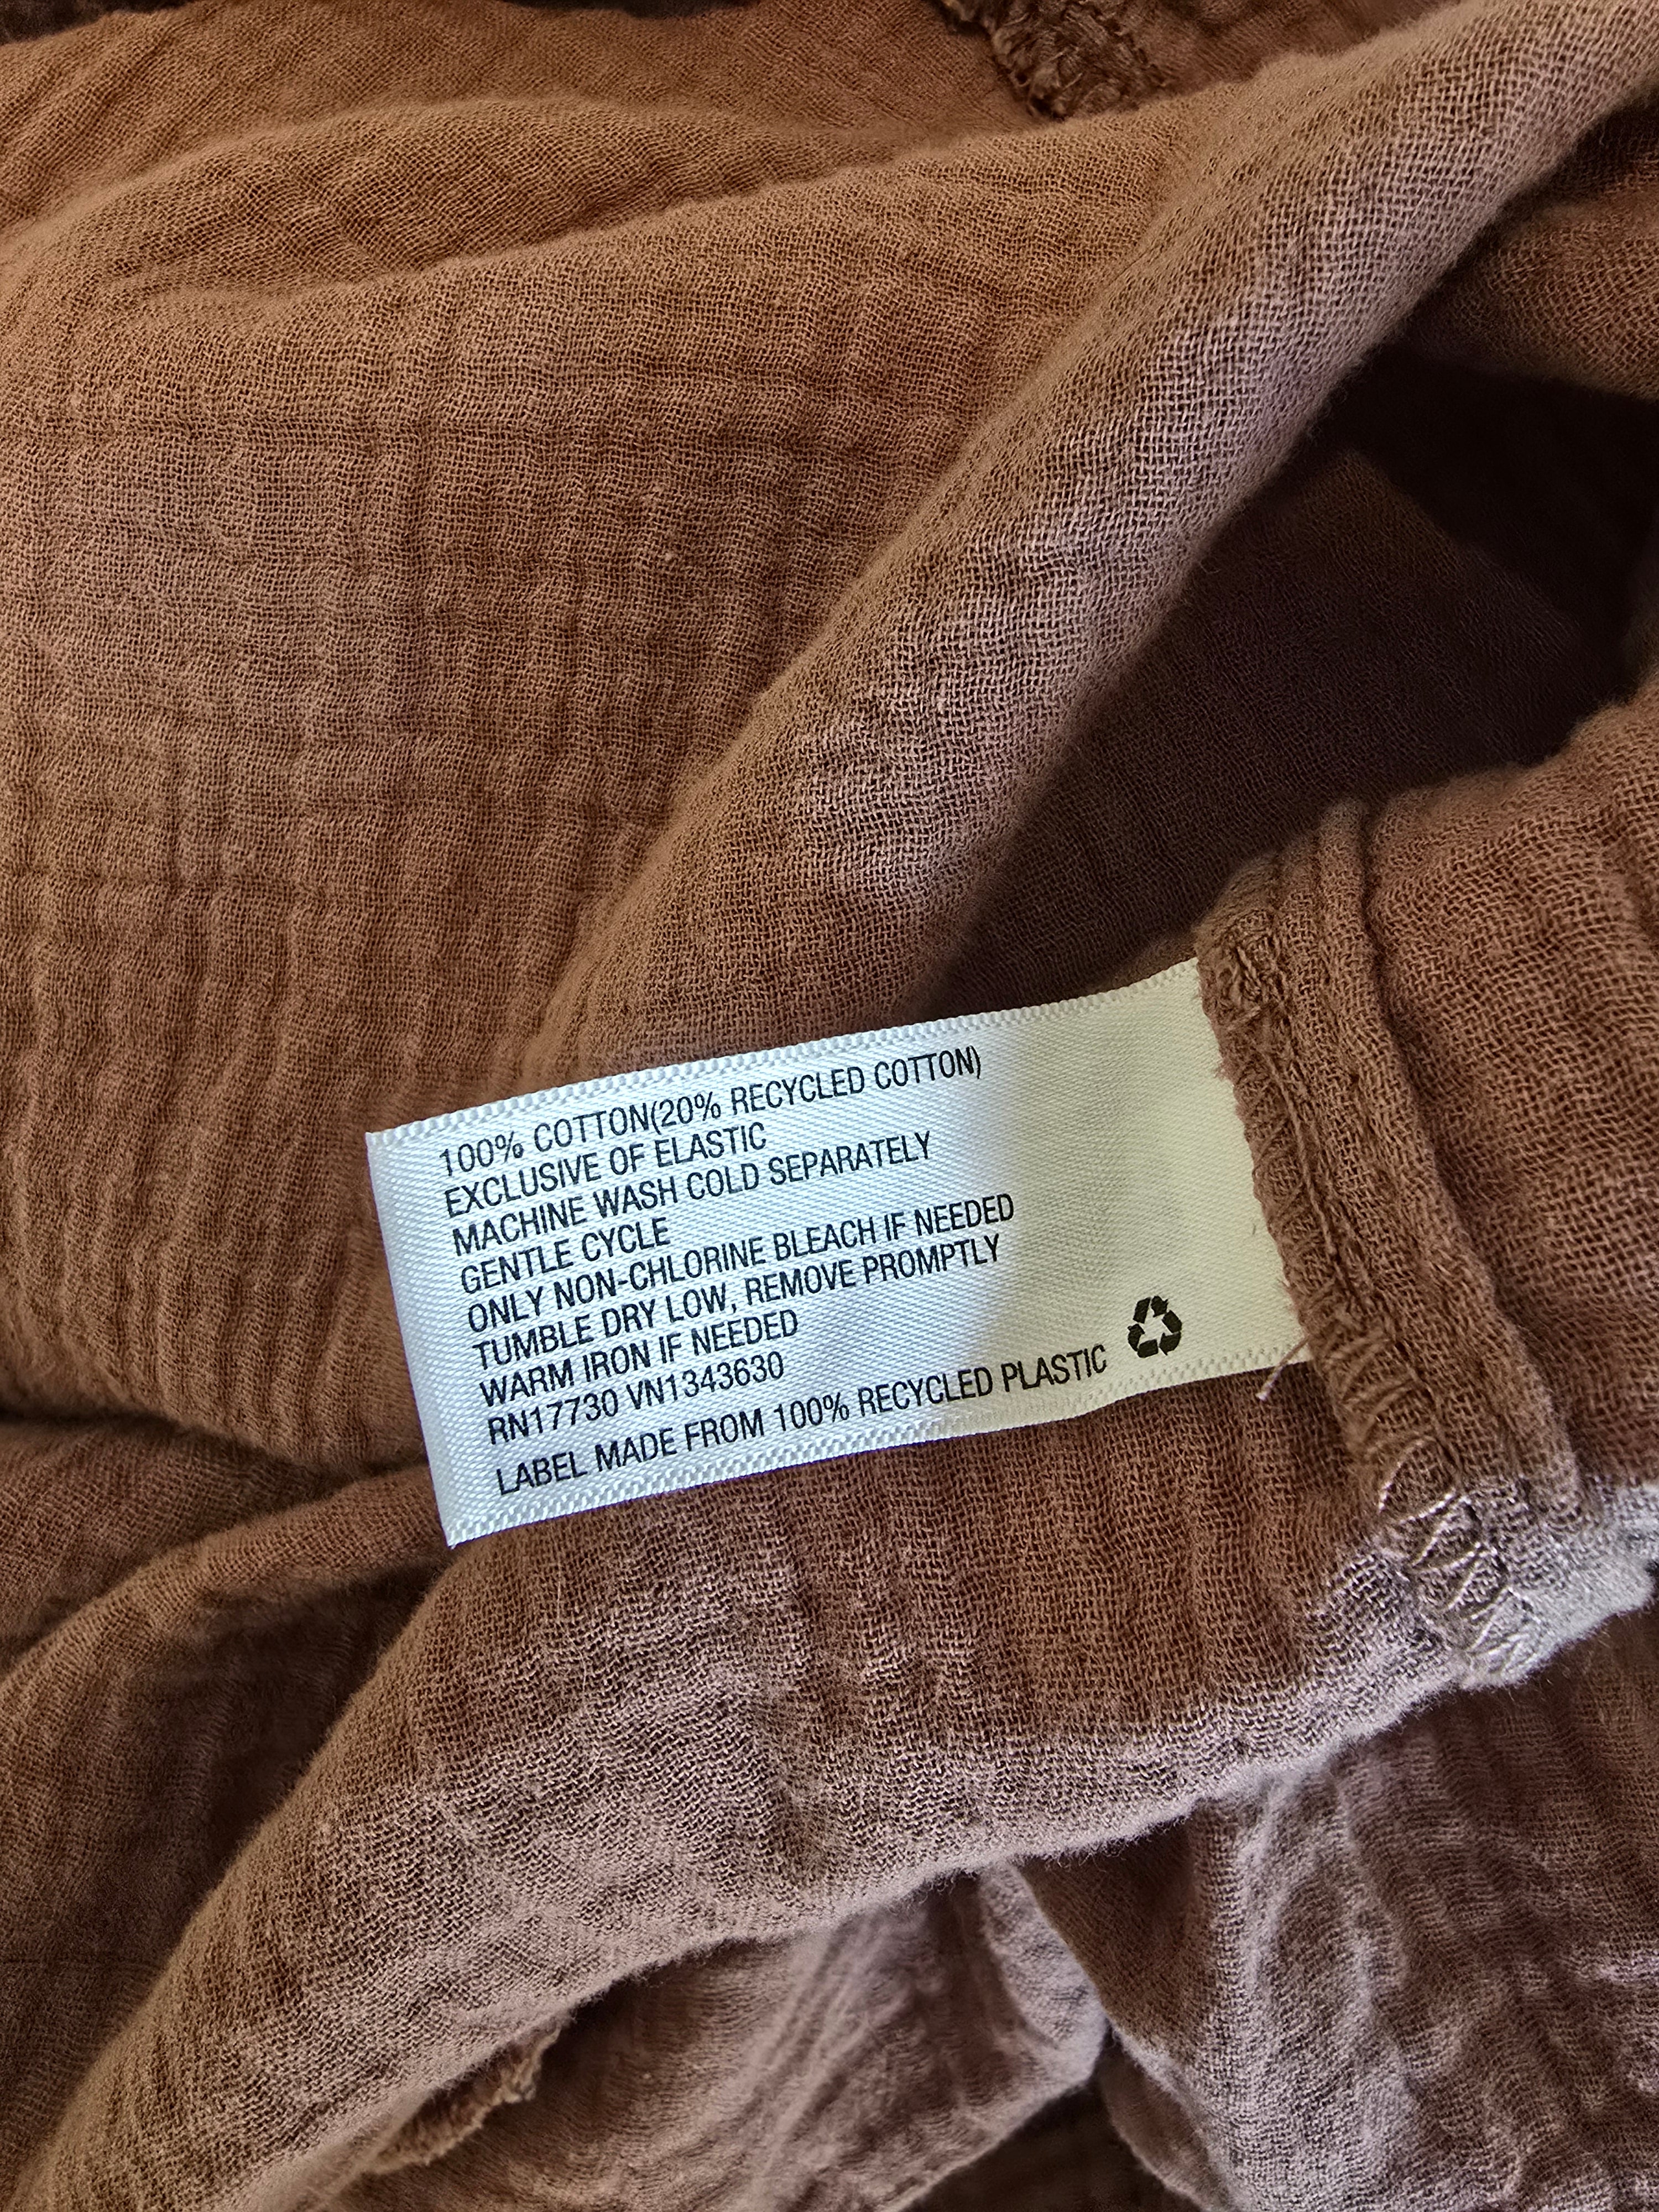 100% COTTON(20% RECYCLED COTTON)
EXCLUSIVE OF ELASTIC
MACHINE WASH COLD SEPARATELY
GENTLE CYCLE
ONLY NON-CHLORINE BLEACH IF NEEDED
TUMBLE DRY LOW, REMOVE PROMPTLY
WARM IRON IF NEEDED
RN17730 VN1343630
LABEL MADE FROM 100% RECYCLED PLASTIC